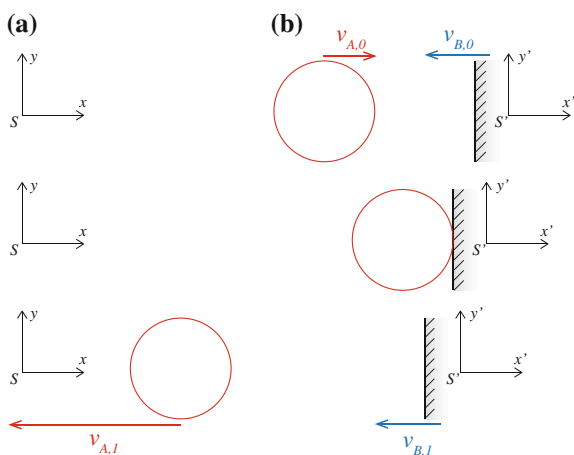 (a) (b)
v_{A,0} v_{B,0}
y y'
x x'
S S'
y y'
x x'
S S'
y y'
x x'
S S'
v_{A,1} v_{B,1}